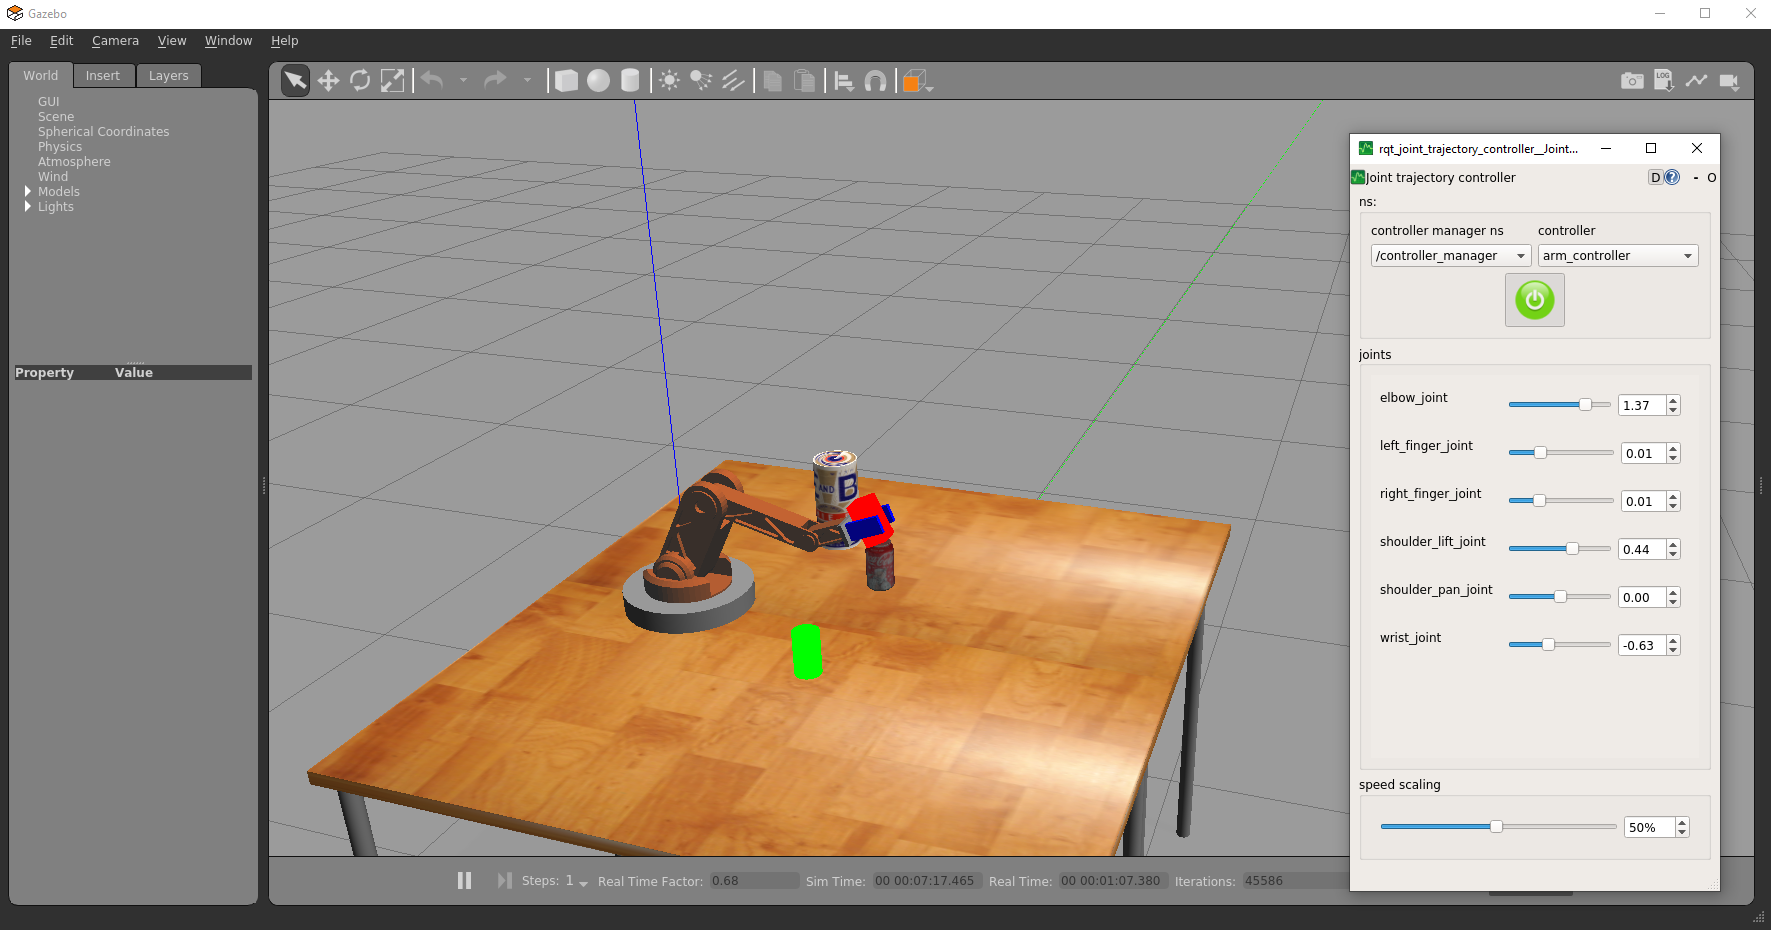 Gazebo
File Edit Camera View Window Help
World Insert Layers
GUI
Scene
Spherical Coordinates
Physics
Atmosphere
Wind
Models
Lights
Property Value
LOG
AND B
rqt_joint_trajectory_controller__Joint...
Joint trajectory controller
D ? - O
ns:
controller manager ns controller
/controller_manager arm_controller
joints
elbow_joint 1.37
left_finger_joint 0.01
right_finger_joint 0.01
shoulder_lift_joint 0.44
shoulder_pan_joint 0.00
wrist_joint -0.63
speed scaling
50%
Steps: 1 Real Time Factor: 0.68 Sim Time: 00 00:07:17.465 Real Time: 00 00:01:07.380 Iterations: 45586